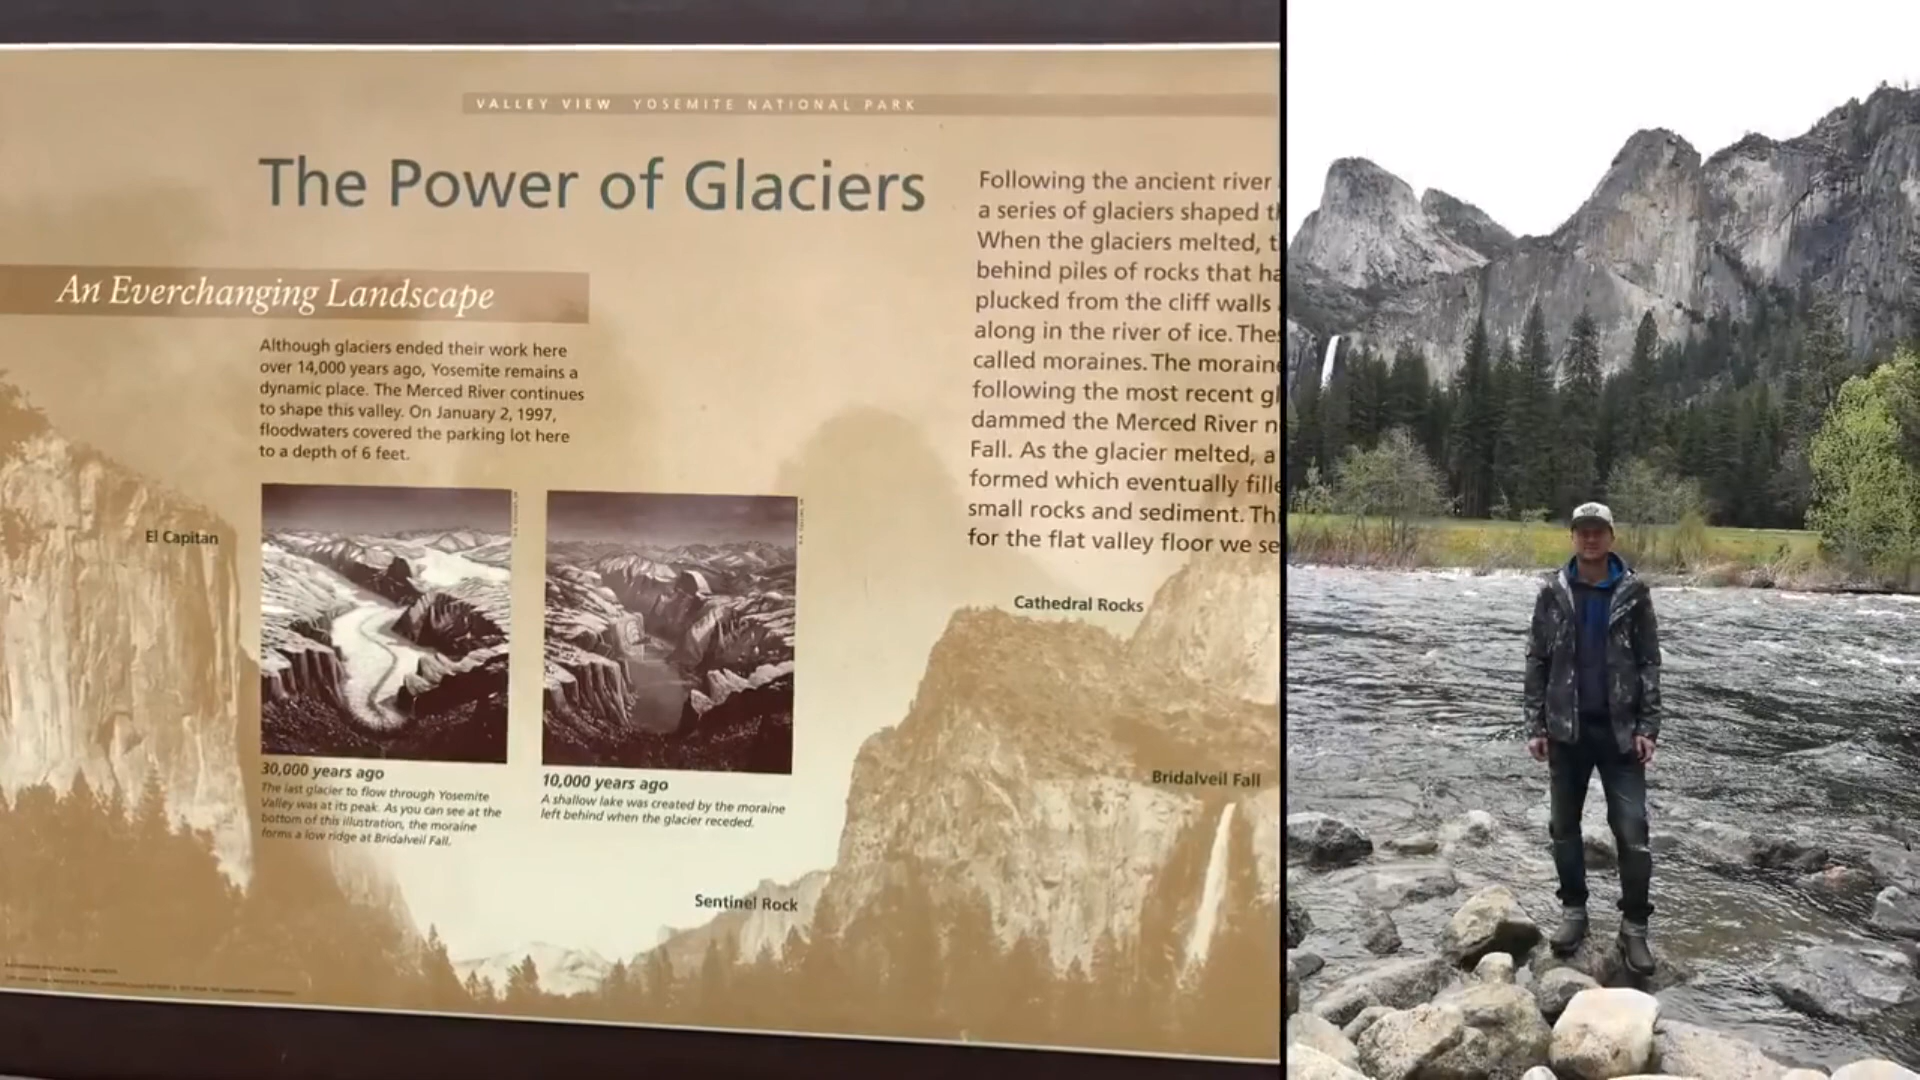 VALLEY VIEW YOSEMITE NATIONAL PARK
The Power of Glaciers
An Everchanging Landscape
Although glaciers ended their work here
over 14,000 years ago, Yosemite remains a
dynamic place. The Merced River continues
to shape this valley. On January 2, 1997,
floodwaters covered the parking lot here
to a depth of 6 feet.
Following the ancient river
a series of glaciers shaped
When the glaciers melted,
behind piles of rocks that
plucked from the cliff walls
along in the river of ice.
called moraines. The
following the most recent
dammed the Merced River
Fall. As the glacier melted, a
formed which eventually
small rocks and sediment.
for the flat valley floor we
El Capitan
30,000 years ago
The last glacier to flow through Yosemite
Valley was at its peak. As you can see at the
bottom of this illustration, the moraine
forms a low ridge at Bridalveil Fall.
10,000 years ago
A shallow lake was created by the moraine
left behind when the glacier receded.
Cathedral Rocks
Bridalveil Fall
Sentinel Rock